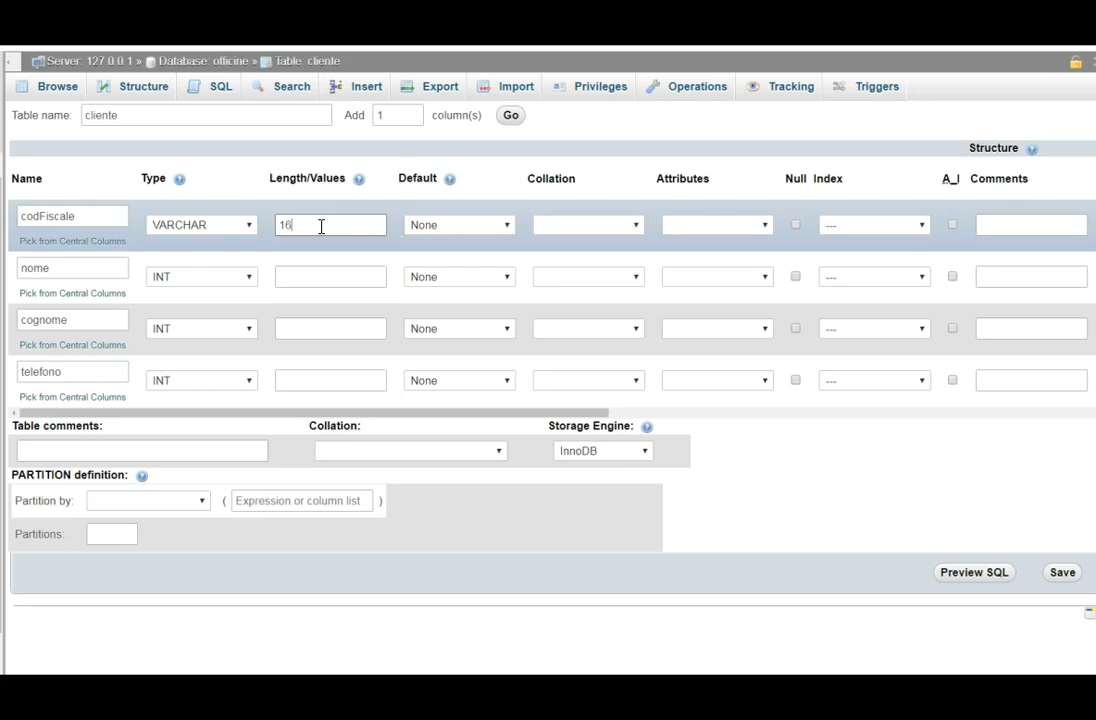 Server: 127.0.0.1 » Database: officine » Table: cliente
Browse Structure SQL Search Insert Export Import Privileges Operations Tracking Triggers
Table name: cliente Add 1 column(s) Go
Structure
Name Type Length/Values Default Collation Attributes Null Index A_I Comments
codFiscale VARCHAR 16 None ---
Pick from Central Columns
nome INT None ---
Pick from Central Columns
cognome INT None ---
Pick from Central Columns
telefono INT None ---
Pick from Central Columns
Table comments: Collation: Storage Engine:
InnoDB
PARTITION definition:
Partition by: ( Expression or column list )
Partitions:
Preview SQL Save